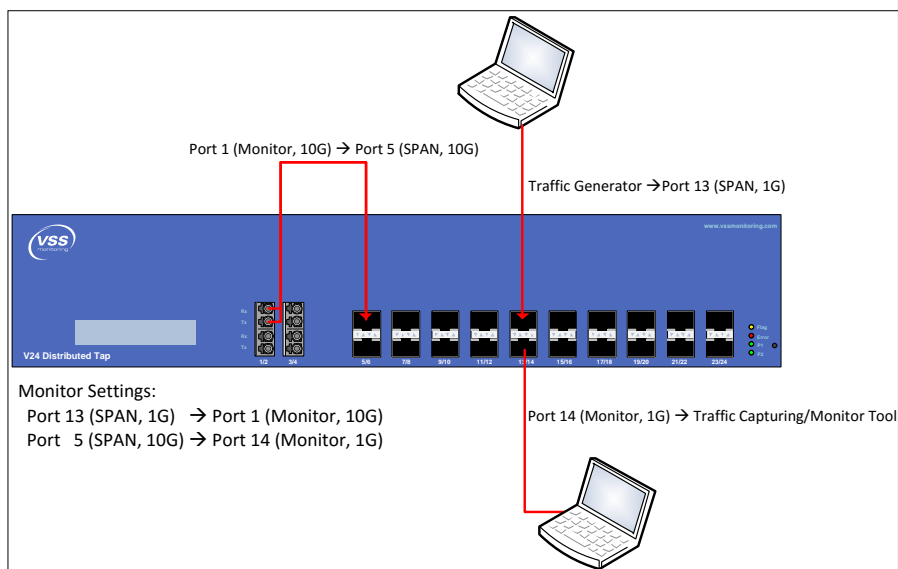 Port 1 (Monitor, 10G) → Port 5 (SPAN, 10G)
Traffic Generator →Port 13 (SPAN, 1G)
vss
monitoring
www.vssmonitoring.com
Rx
Tx
Rx
Tx
Flag
Error
P1
P2
V24 Distributed Tap
1/2 3/4 5/6 7/8 9/10 11/12 13/14 15/16 17/18 19/20 21/22 23/24
Monitor Settings:
Port 13 (SPAN, 1G) → Port 1 (Monitor, 10G)
Port 5 (SPAN, 10G) → Port 14 (Monitor, 1G)
Port 14 (Monitor, 1G) → Traffic Capturing/Monitor Tool